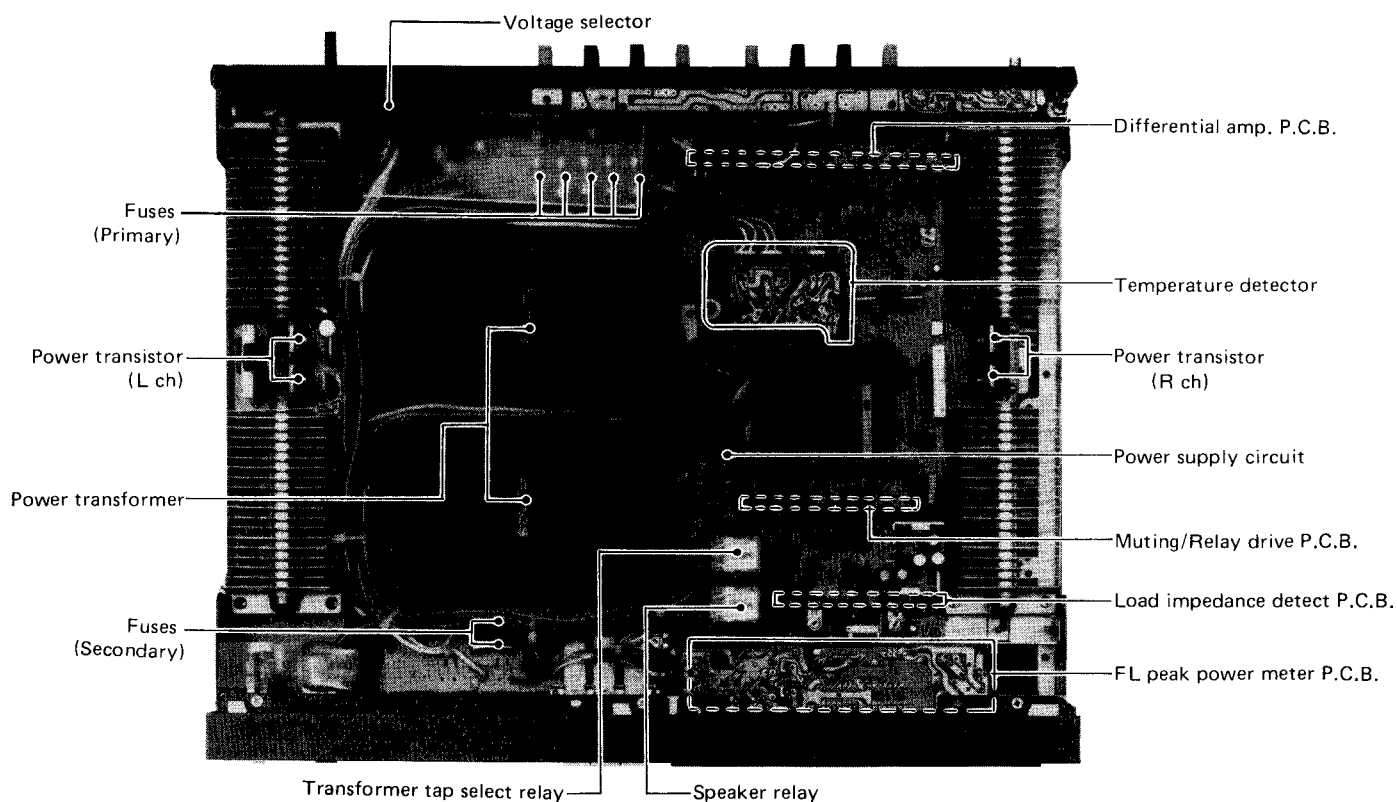 Voltage selector
Differential amp. P.C.B.
Fuses
(Primary)
Temperature detector
Power transistor
(L ch)
Power transistor
(R ch)
Power supply circuit
Power transformer
Muting/Relay drive P.C.B.
Load impedance detect P.C.B.
Fuses
(Secondary)
FL peak power meter P.C.B.
Transformer tap select relay
Speaker relay